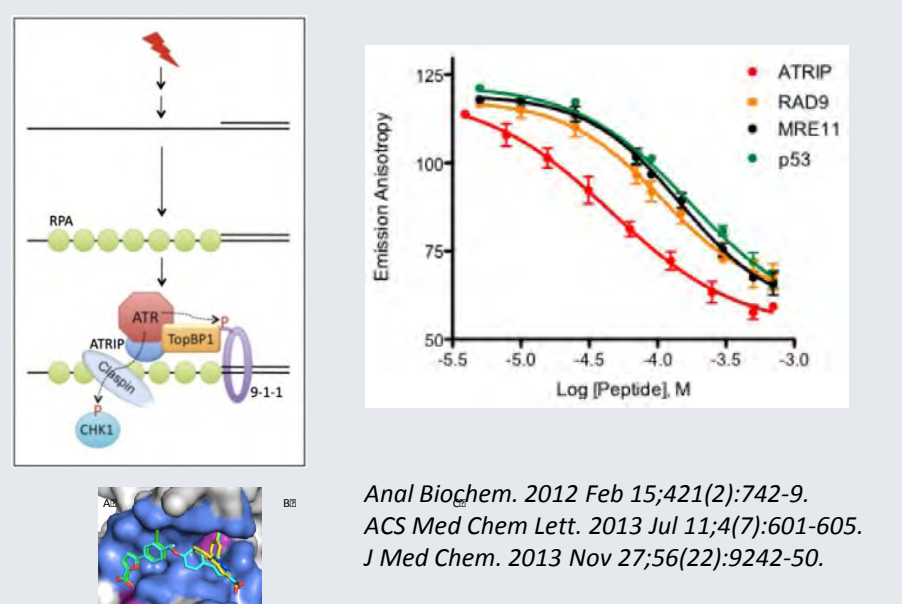 RPA
ATR
P
TopBP1
ATRIP
Claspin
9-1-1
P
CHK1
Emission Anisotropy
125
100
75
50
-5.5 -5.0 -4.5 -4.0 -3.5 -3.0
Log [Peptide], M
ATRIP
RAD9
MRE11
p53
A
B
C
Anal Biochem. 2012 Feb 15;421(2):742-9.
ACS Med Chem Lett. 2013 Jul 11;4(7):601-605.
J Med Chem. 2013 Nov 27;56(22):9242-50.